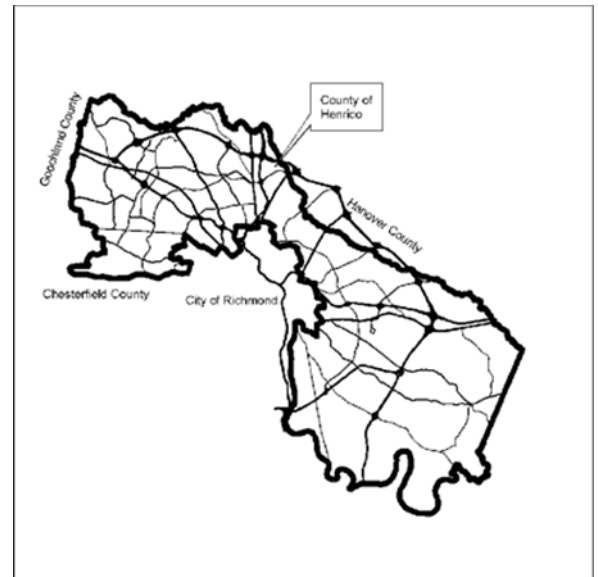 County of
Henrico
Goochland County
Hanover County
Chesterfield County
City of Richmond